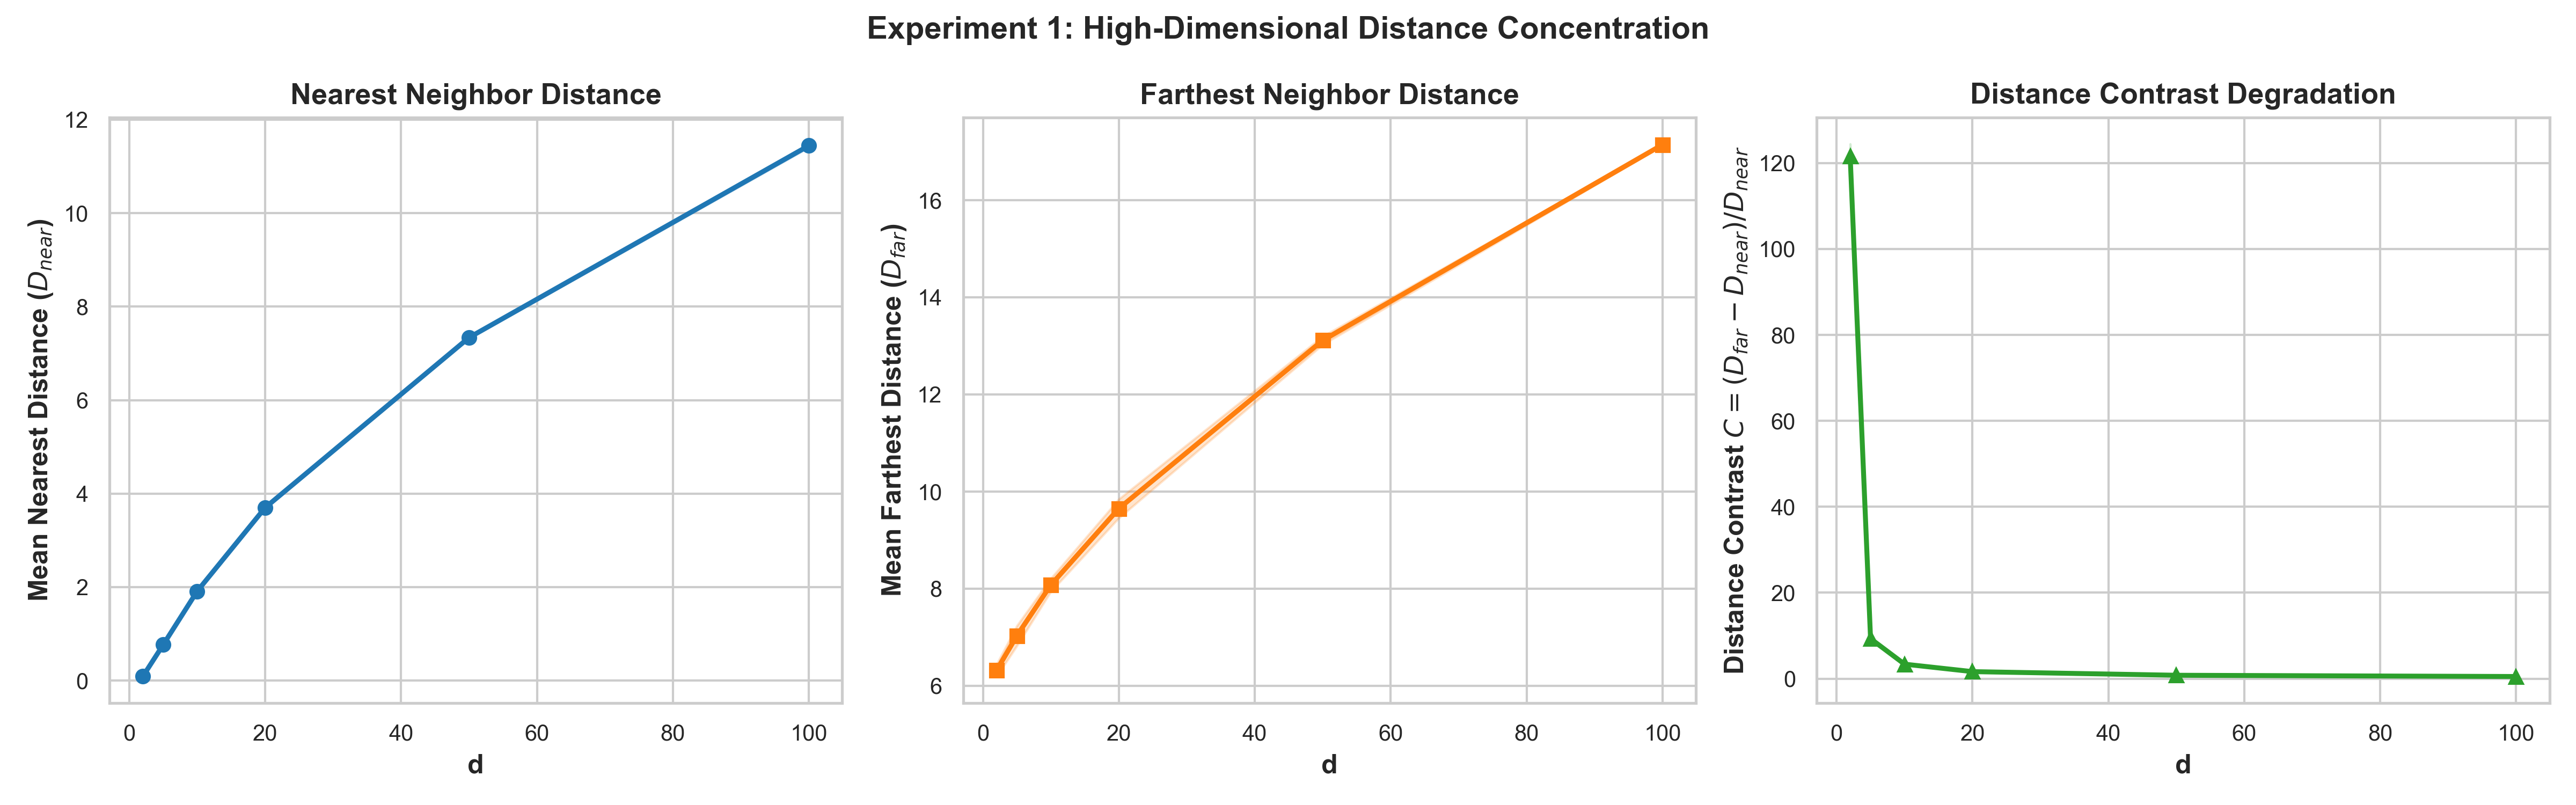 Experiment 1: High-Dimensional Distance Concentration
Nearest Neighbor Distance
Mean Nearest Distance (D_near)
12
10
8
6
4
2
0
0 20 40 60 80 100
d
Farthest Neighbor Distance
Mean Farthest Distance (D_far)
16
14
12
10
8
6
0 20 40 60 80 100
d
Distance Contrast Degradation
Distance Contrast C = (D_far − D_near)/D_near
120
100
80
60
40
20
0
0 20 40 60 80 100
d